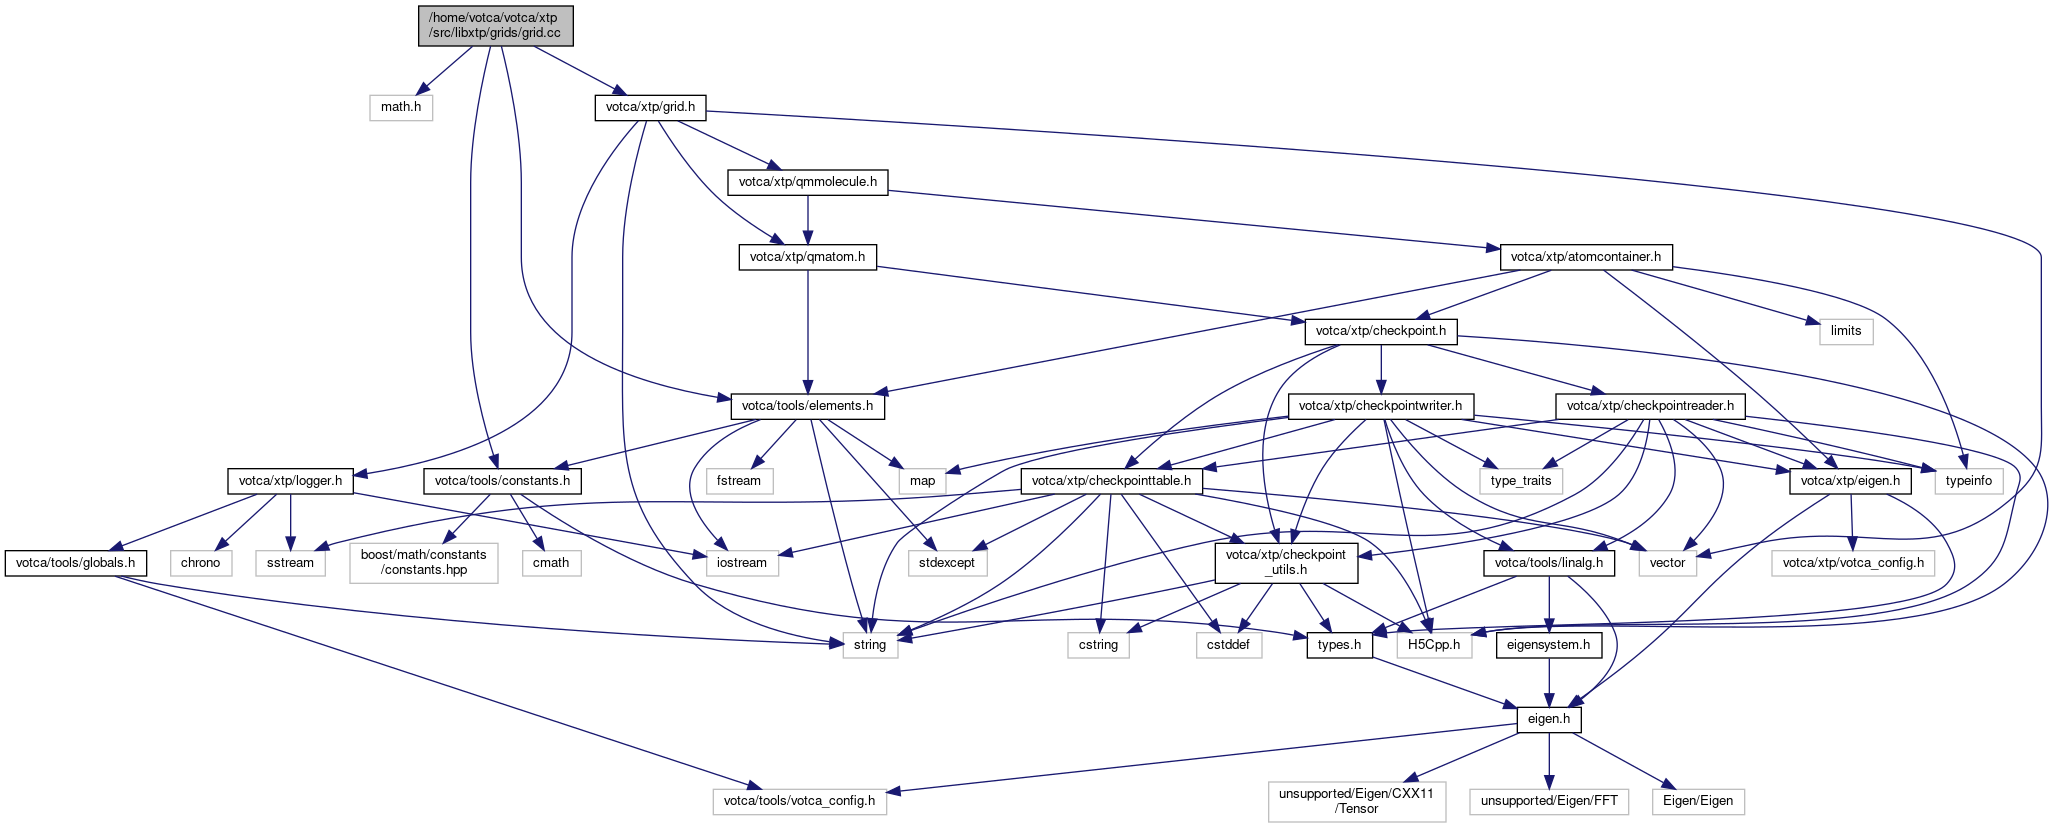 /home/votca/votca/xtp
/src/libxtp/grids/grid.cc
math.h
votca/xtp/grid.h
votca/xtp/qmmolecule.h
votca/xtp/qmatom.h
votca/xtp/atomcontainer.h
votca/xtp/checkpoint.h
limits
votca/tools/elements.h
votca/xtp/checkpointwriter.h
votca/xtp/checkpointreader.h
votca/xtp/logger.h
votca/tools/constants.h
fstream
map
votca/xtp/checkpointtable.h
type_traits
votca/xtp/eigen.h
typeinfo
votca/tools/globals.h
chrono
sstream
boost/math/constants
/constants.hpp
cmath
iostream
stdexcept
votca/xtp/checkpoint
_utils.h
votca/tools/linalg.h
vector
votca/xtp/votca_config.h
string
cstring
cstddef
types.h
H5Cpp.h
eigensystem.h
eigen.h
votca/tools/votca_config.h
unsupported/Eigen/CXX11
/Tensor
unsupported/Eigen/FFT
Eigen/Eigen